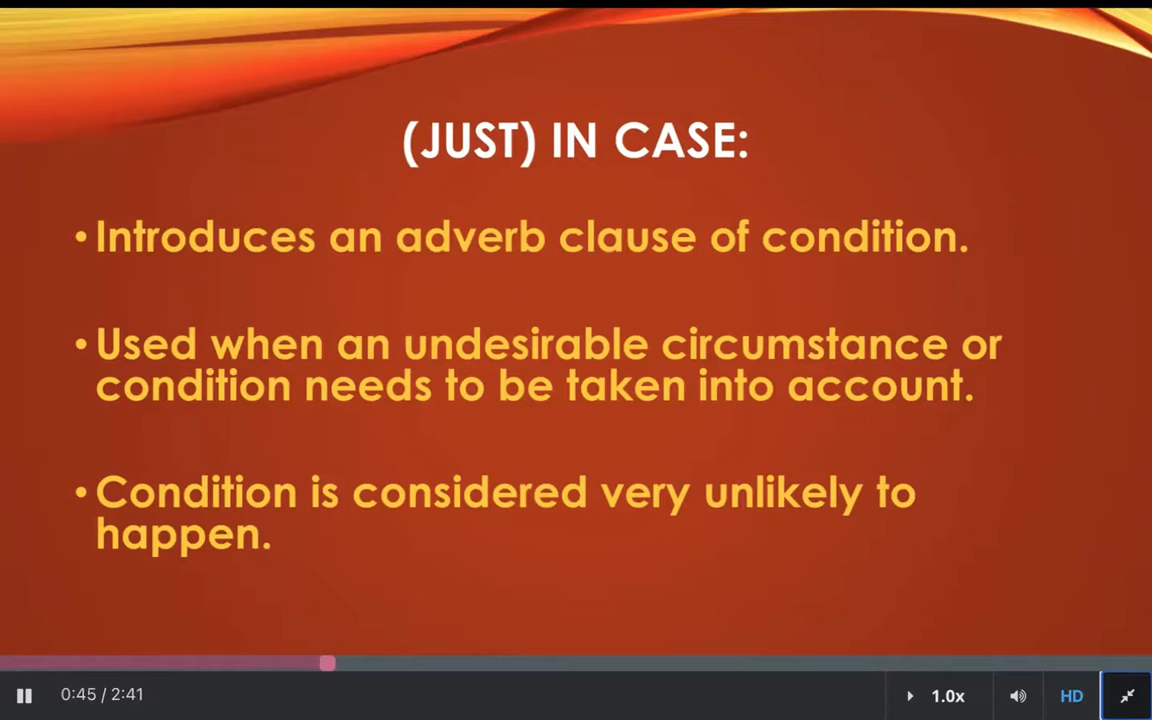 (JUST) IN CASE:
• Introduces an adverb clause of condition.
• Used when an undesirable circumstance or
condition needs to be taken into account.
• Condition is considered very unlikely to
happen.
0:45 / 2:41
1.0x
HD